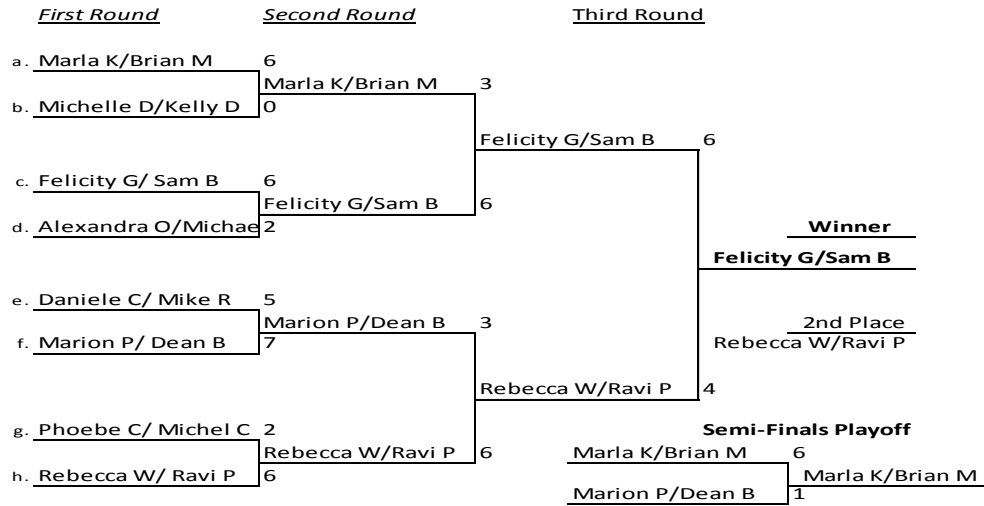 First Round Second Round Third Round
a. Marla K/Brian M 6
Marla K/Brian M 3
b. Michelle D/Kelly D 0
Felicity G/Sam B 6
c. Felicity G/ Sam B 6
Felicity G/Sam B 6
d. Alexandra O/Michae 2
Winner
Felicity G/Sam B
e. Daniele C/ Mike R 5
Marion P/Dean B 3
2nd Place
f. Marion P/ Dean B 7
Rebecca W/Ravi P
Rebecca W/Ravi P 4
g. Phoebe C/ Michel C 2
Semi-Finals Playoff
Rebecca W/Ravi P 6
Marla K/Brian M 6
h. Rebecca W/ Ravi P 6
Marla K/Brian M
Marion P/Dean B 1